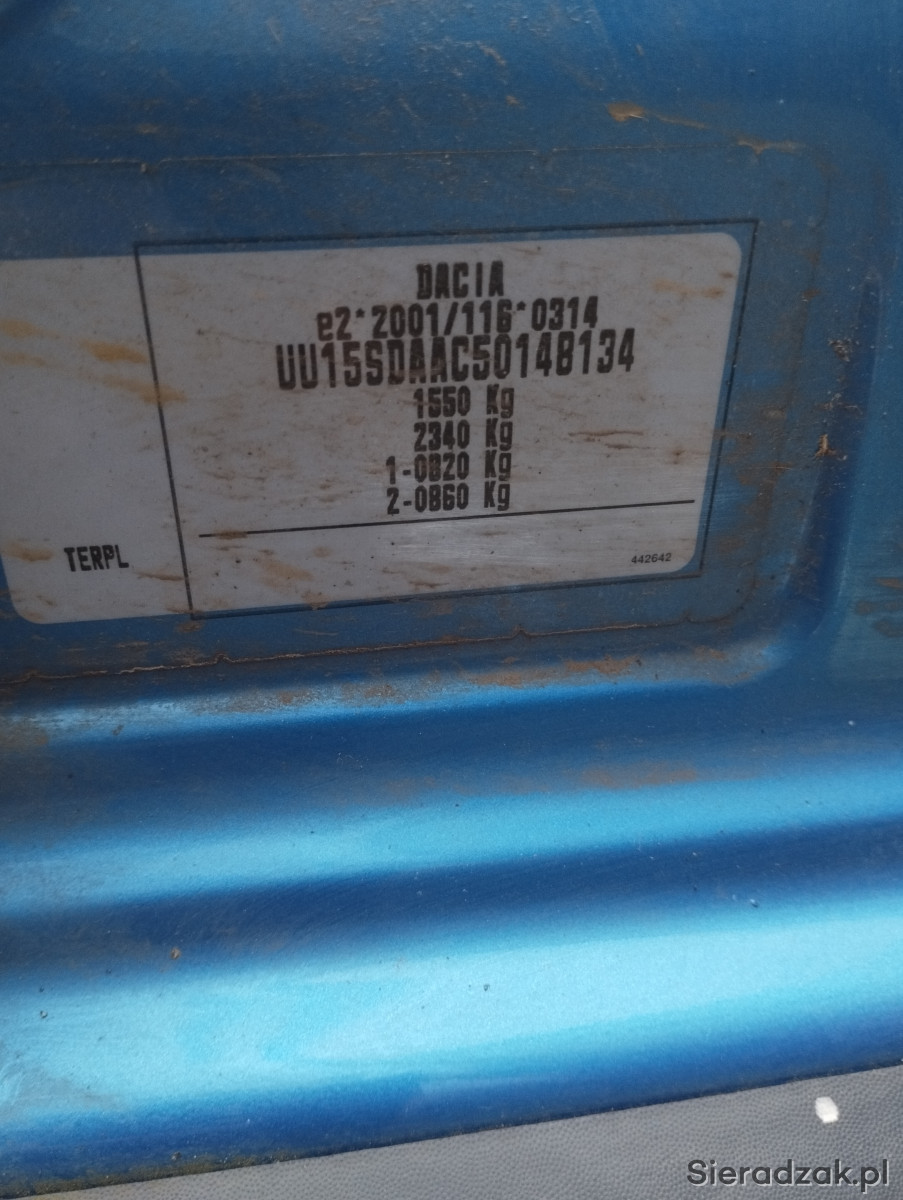 DACIA
e2*2001/116*0314
UU15SDAAC50148134
1550 Kg
2340 Kg
1-0820 Kg
2-0860 Kg
TERPL
442642
Sieradzak.pl